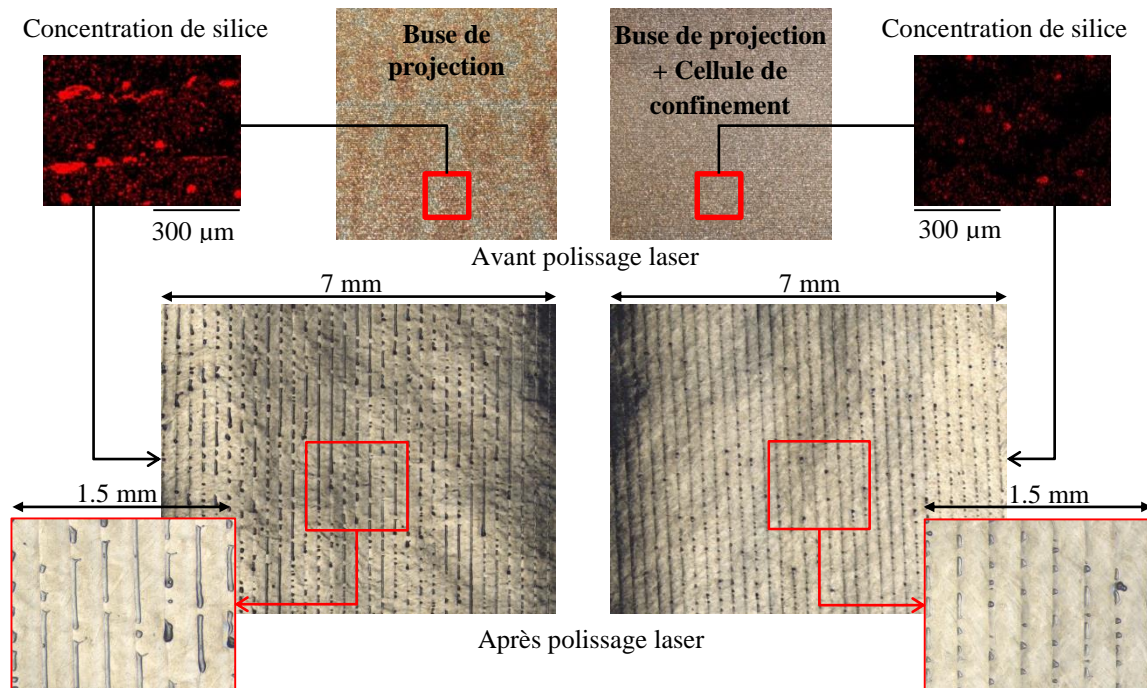 Concentration de silice
Buse de
projection
Buse de projection
+ Cellule de
confinement
Concentration de silice
300 µm
300 µm
Avant polissage laser
7 mm
7 mm
1.5 mm
1.5 mm
Après polissage laser